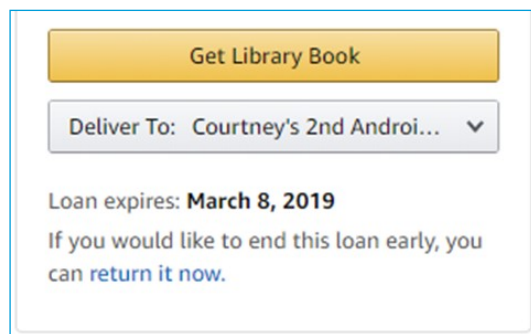 Get Library Book
Deliver To: Courtney's 2nd Androi...
Loan expires: March 8, 2019
If you would like to end this loan early, you
can return it now.